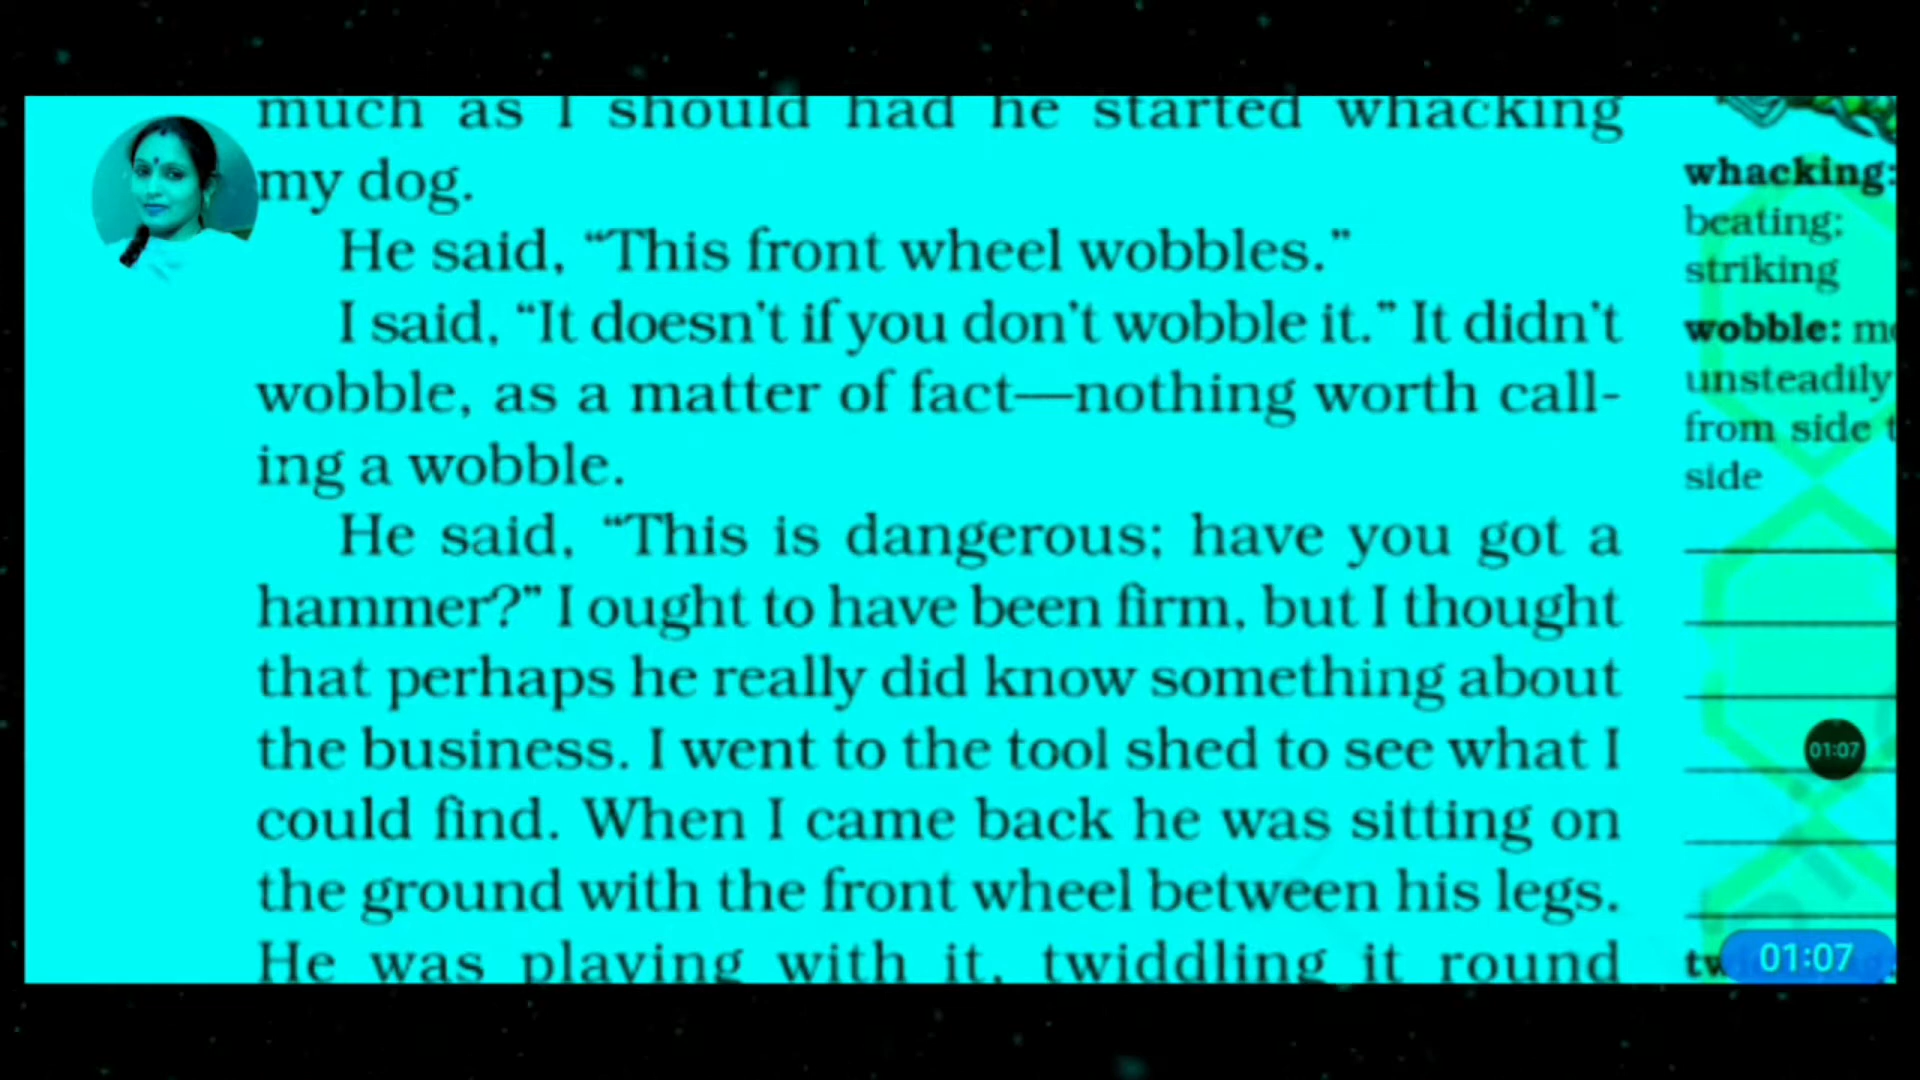 much as I should had he started whacking
my dog.
He said, “This front wheel wobbles.”
I said, “It doesn’t if you don’t wobble it.” It didn’t
wobble, as a matter of fact—nothing worth call-
ing a wobble.
He said, “This is dangerous; have you got a
hammer?” I ought to have been firm, but I thought
that perhaps he really did know something about
the business. I went to the tool shed to see what I
could find. When I came back he was sitting on
the ground with the front wheel between his legs.
He was playing with it, twiddling it round
whacking:
beating;
striking
wobble:
unsteadily
from side
side
01:07
01:07